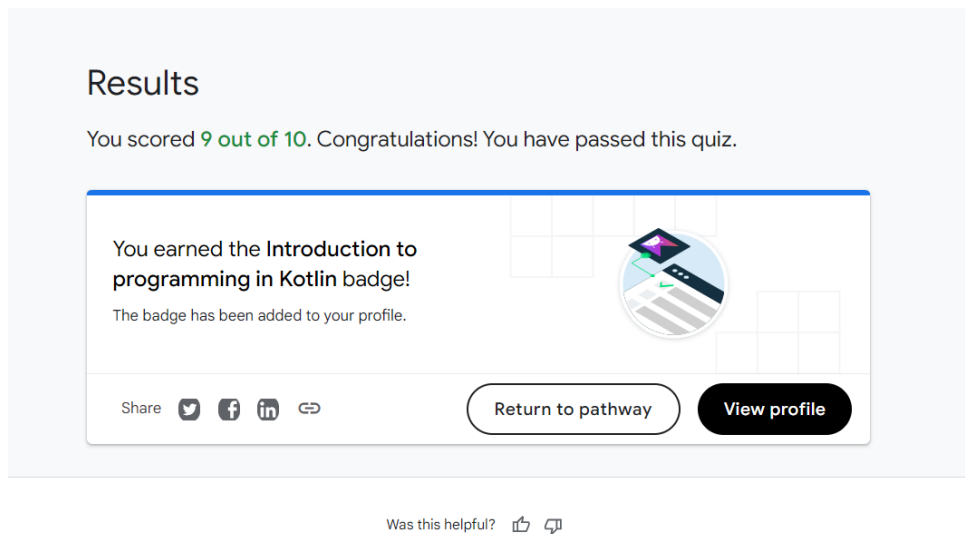 Results
You scored 9 out of 10. Congratulations! You have passed this quiz.
You earned the Introduction to
programming in Kotlin badge!
The badge has been added to your profile.
Share
Return to pathway
View profile
Was this helpful?